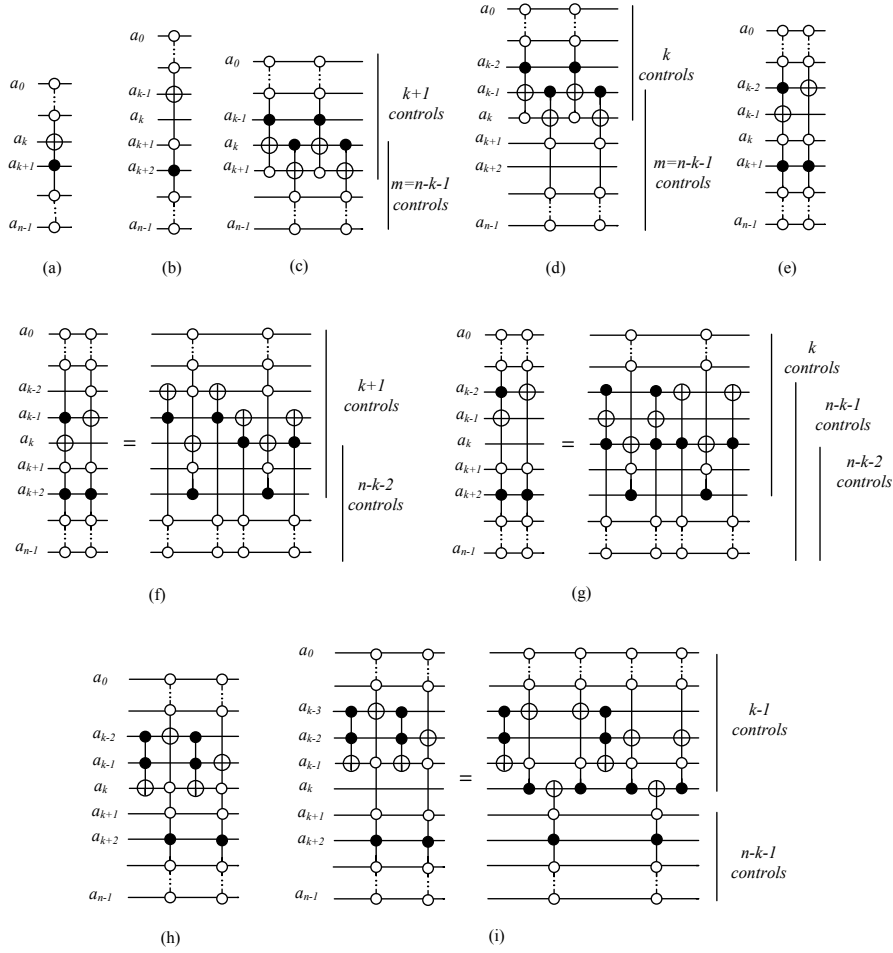 a0
ak
ak+1
an-1
(a)
a0
ak-1
ak
ak+1
ak+2
an-1
(b)
a0
ak-1
ak
ak+1
an-1
k+1
controls
m=n-k-1
controls
(c)
a0
ak-2
ak-1
ak
ak+1
ak+2
an-1
k
controls
m=n-k-1
controls
(d)
a0
ak-2
ak-1
ak
ak+1
an-1
(e)
a0
ak-2
ak-1
ak
ak+1
ak+2
an-1
=
k+1
controls
n-k-2
controls
(f)
a0
ak-2
ak-1
ak
ak+1
ak+2
an-1
=
k
controls
n-k-1
controls
n-k-2
controls
(g)
a0
ak-2
ak-1
ak
ak+1
ak+2
an-1
(h)
a0
ak-3
ak-2
ak-1
ak
ak+1
ak+2
an-1
=
k-1
controls
n-k-1
controls
(i)